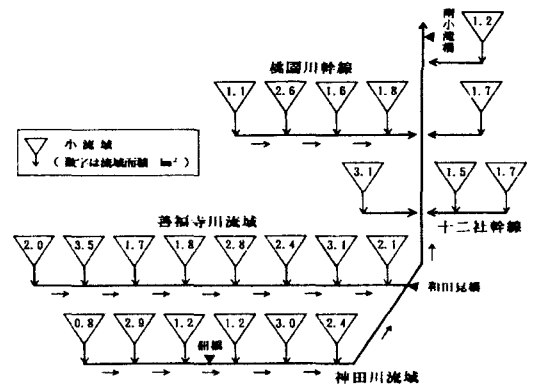 南小滝橋
1.2
桃園川幹線
1.1 2.6 1.6 1.8
1.7
小流域
(数字は流域面積 km²)
3.1
1.5 1.7
善福寺川流域
十二社幹線
2.0 3.5 1.7 1.8 2.8 2.4 3.1 2.1
和田見橋
0.8 2.9 1.2 1.2 3.0 2.4
神田川流域